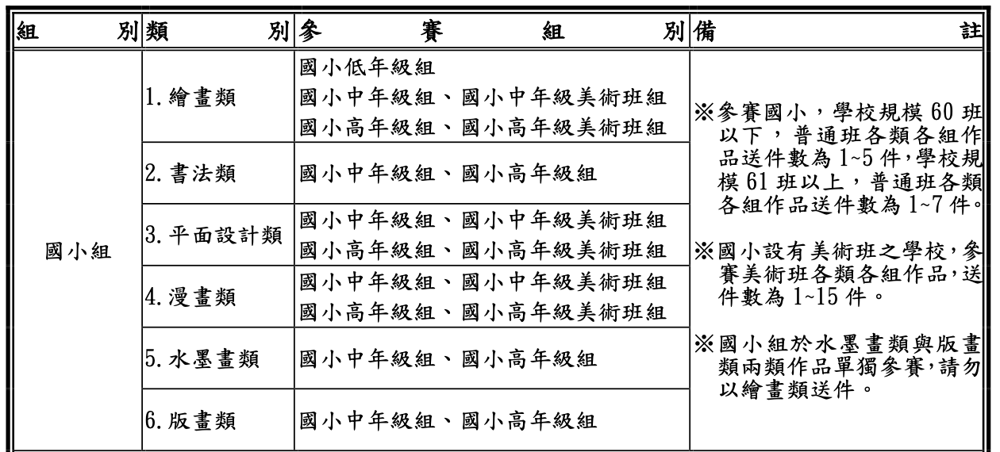 組別 類別 參賽組別 備註
國小組
1.繪畫類
國小低年級組
國小中年級組、國小中年級美術班組
國小高年級組、國小高年級美術班組
2.書法類
國小中年級組、國小高年級組
3.平面設計類
國小中年級組、國小中年級美術班組
國小高年級組、國小高年級美術班組
4.漫畫類
國小中年級組、國小中年級美術班組
國小高年級組、國小高年級美術班組
5.水墨畫類
國小中年級組、國小高年級組
6.版畫類
國小中年級組、國小高年級組
※參賽國小，學校規模 60 班
以下，普通班各類各組作
品送件數為 1~5 件，學校規
模 61 班以上，普通班各類
各組作品送件數為 1~7 件。
※國小設有美術班之學校，參
賽美術班各類各組作品，送
件數為 1~15 件。
※國小組於水墨畫類與版畫
類兩類作品單獨參賽，請勿
以繪畫類送件。